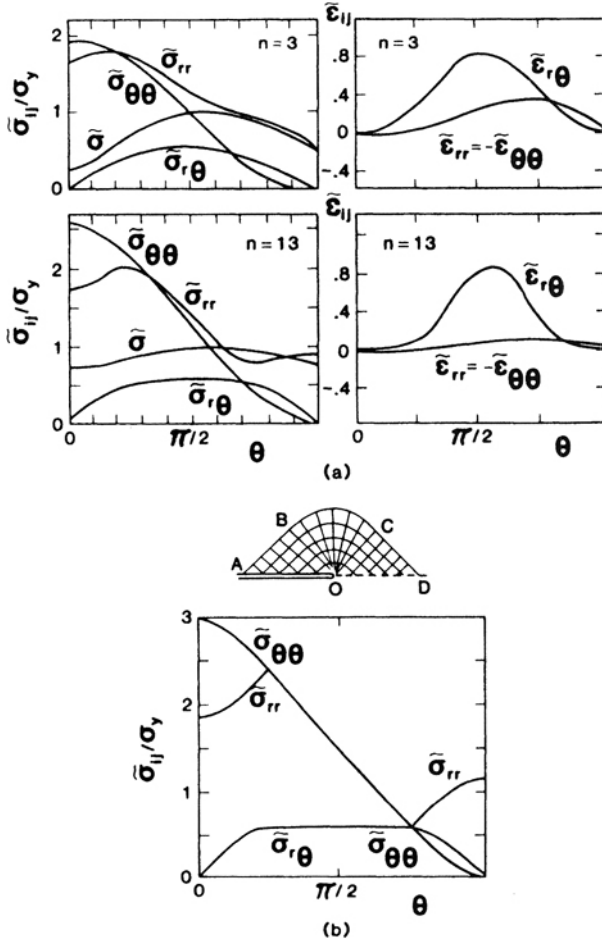 2
1
0
σ̃ij/σy
n = 3
σ̃rr
σ̃θθ
σ̃
σ̃rθ
ε̃ij
.8
.4
0
-.4
n = 3
ε̃rθ
ε̃rr = -ε̃θθ
2
1
0
σ̃ij/σy
n = 13
σ̃θθ
σ̃rr
σ̃
σ̃rθ
0
π/2
θ
ε̃ij
.8
.4
0
-.4
n = 13
ε̃rθ
ε̃rr = -ε̃θθ
0
π/2
θ
(a)
A
B
C
O
D
3
2
1
0
σ̃ij/σy
σ̃θθ
σ̃rr
σ̃rr
σ̃rθ
σ̃θθ
0
π/2
θ
(b)